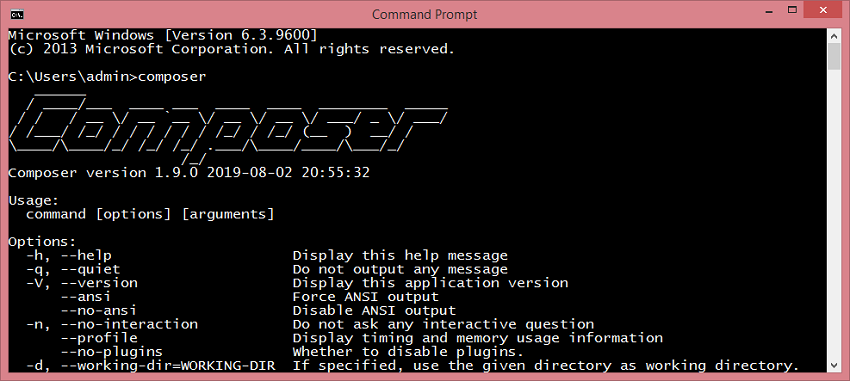 Command Prompt
Microsoft Windows [Version 6.3.9600]
(c) 2013 Microsoft Corporation. All rights reserved.
C:\Users\admin>composer
Composer
Composer version 1.9.0 2019-08-02 20:55:32
Usage:
command [options] [arguments]
Options:
-h, --help Display this help message
-q, --quiet Do not output any message
-V, --version Display this application version
--ansi Force ANSI output
--no-ansi Disable ANSI output
-n, --no-interaction Do not ask any interactive question
--profile Display timing and memory usage information
--no-plugins Whether to disable plugins.
-d, --working-dir=WORKING-DIR If specified, use the given directory as working directory.